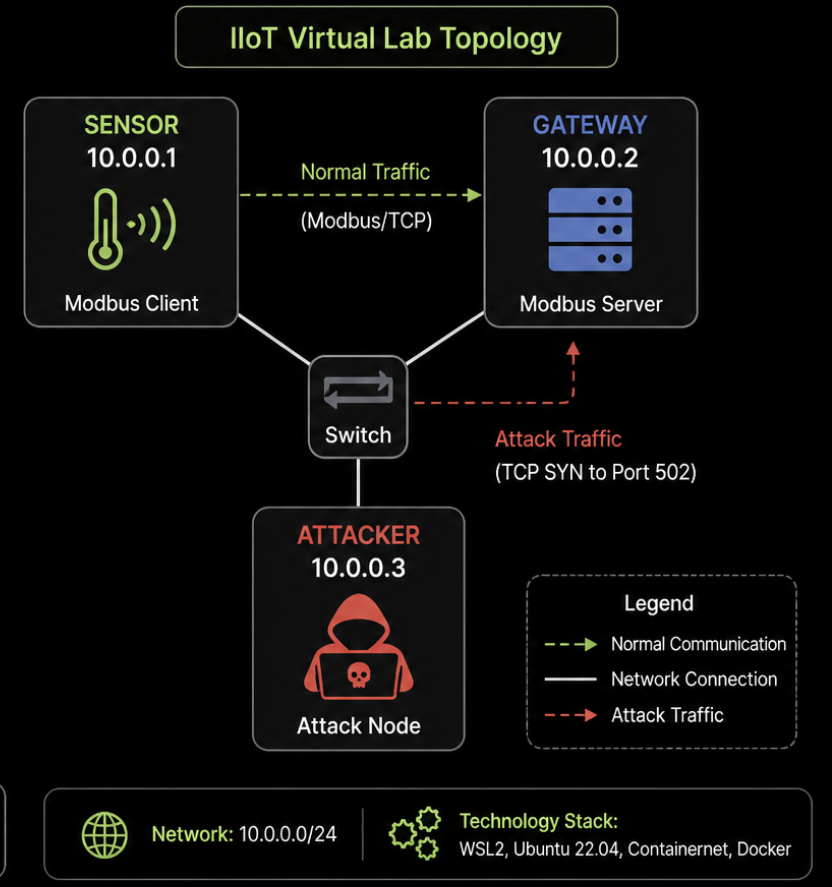 IIoT Virtual Lab Topology
SENSOR
10.0.0.1
Modbus Client
Normal Traffic
(Modbus/TCP)
GATEWAY
10.0.0.2
Modbus Server
Switch
Attack Traffic
(TCP SYN to Port 502)
ATTACKER
10.0.0.3
Attack Node
Legend
Normal Communication
Network Connection
Attack Traffic
Network: 10.0.0.0/24
Technology Stack:
WSL2, Ubuntu 22.04, Containernet, Docker